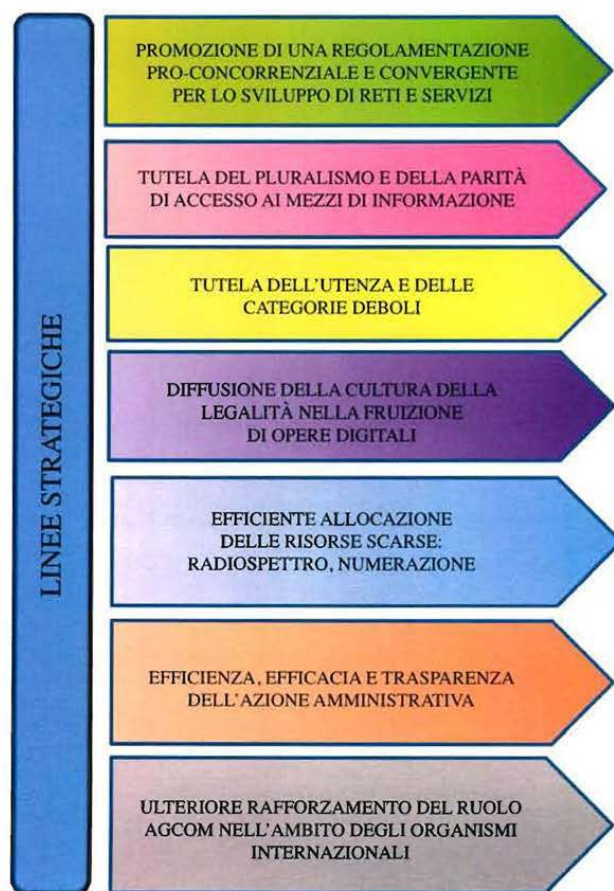 LINEE STRATEGICHE
PROMOZIONE DI UNA REGOLAMENTAZIONE
PRO-CONCORRENZIALE E CONVERGENTE
PER LO SVILUPPO DI RETI E SERVIZI
TUTELA DEL PLURALISMO E DELLA PARITÀ
DI ACCESSO AI MEZZI DI INFORMAZIONE
TUTELA DELL'UTENZA E DELLE
CATEGORIE DEBOLI
DIFFUSIONE DELLA CULTURA DELLA
LEGALITÀ NELLA FRUIZIONE
DI OPERE DIGITALI
EFFICIENTE ALLOCAZIONE
DELLE RISORSE SCARSE:
RADIOSPETTRO, NUMERAZIONE
EFFICIENZA, EFFICACIA E TRASPARENZA
DELL'AZIONE AMMINISTRATIVA
ULTERIORE RAFFORZAMENTO DEL RUOLO
AGCOM NELL'AMBITO DEGLI ORGANISMI
INTERNAZIONALI